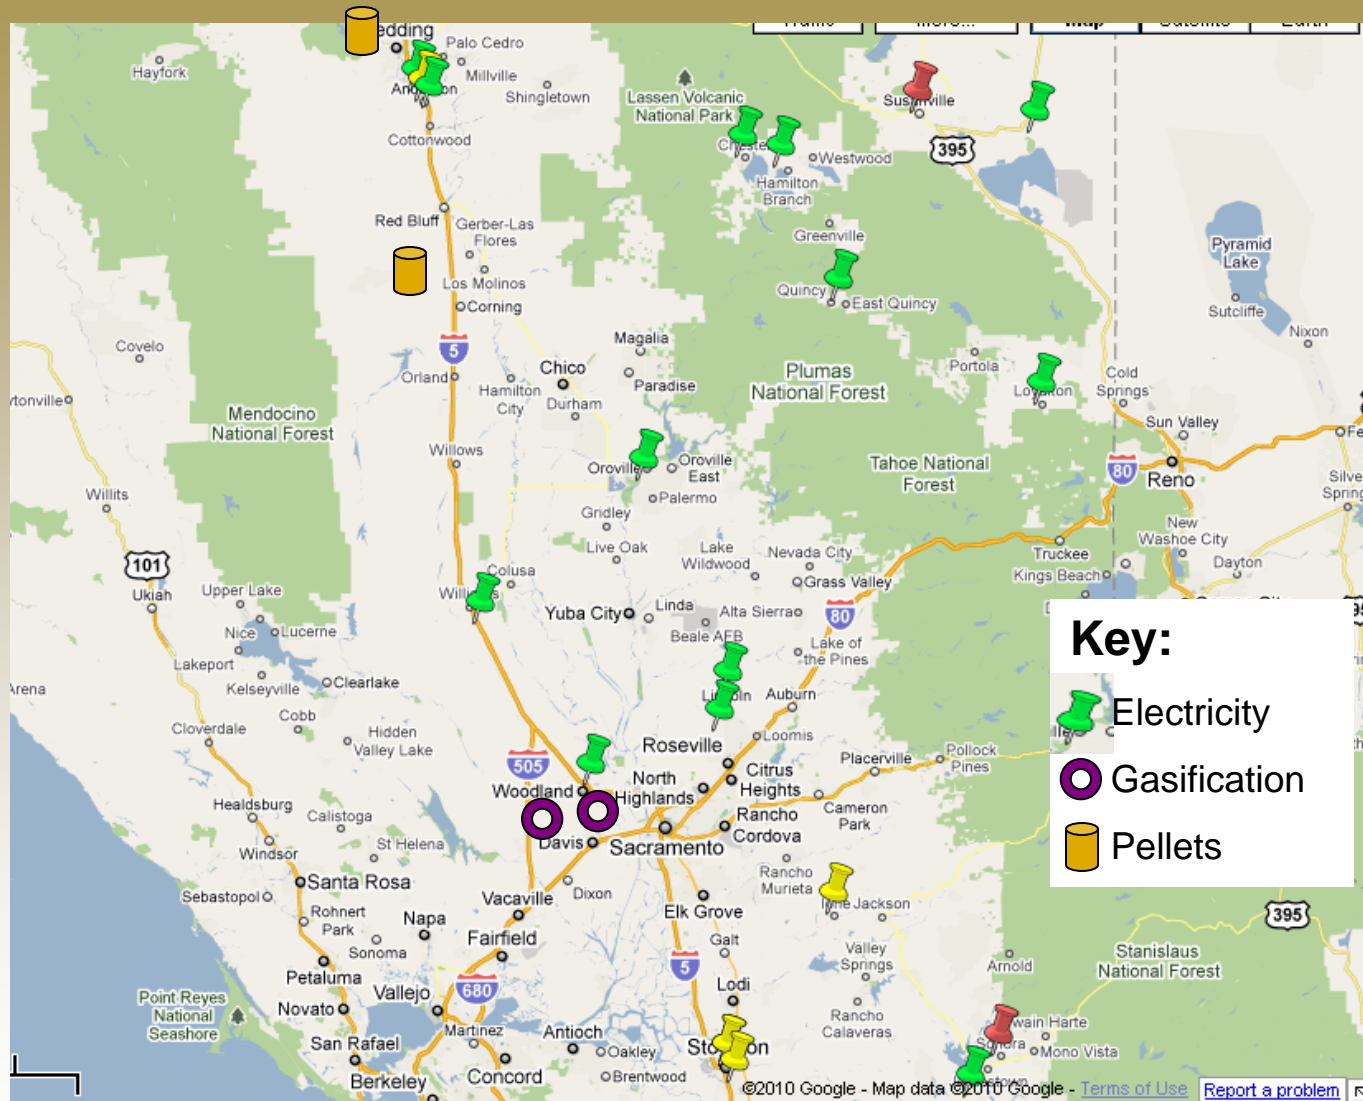 Hayfork
Palo Cedro
Millville
Shingletown
Cottonwood
Lassen Volcanic
National Park
Westwood
Hamilton
Branch
395
Red Bluff
Gerber-Las
Flores
Los Molinos
Corning
Greenville
Quincy
East Quincy
Pyramid
Lake
Sutcliffe
Nixon
Covelo
5
Magalia
Paradise
Orland
Hamilton
City
Chico
Durham
Plumas
National Forest
Portola
Cold
Springs
Sun Valley
Mendocino
National Forest
Willows
Oroville
East
Palermo
Tahoe National
Forest
80
Reno
Willits
Gridley
Live Oak
Lake
Wildwood
Nevada City
Grass Valley
Truckee
Kings Beach
New
Washoe City
Dayton
101
Ukiah
Upper Lake
Nice
Lucerne
Lakeport
Kelseyville
Clearlake
Colusa
Yuba City
Linda
Beale AFB
Alta Sierra
80
Lake of
the Pines
Cobb
Cloverdale
Hidden
Valley Lake
Auburn
Loomis
Roseville
Citrus
Heights
Placerville
Pollock
Pines
505
Woodland
North
Highlands
Rancho
Cordova
Cameron
Park
Davis
Sacramento
Healdsburg
Calistoga
Windsor
St Helena
Santa Rosa
Sebastopol
Rohnert
Park
Napa
Sonoma
Vacaville
Dixon
Fairfield
Elk Grove
Galt
Rancho
Murieta
Jackson
Valley
Springs
Arnold
Stanislaus
National Forest
395
Petaluma
Novato
Vallejo
680
5
Lodi
Rancho
Calaveras
Point Reyes
National
Seashore
San Rafael
Martinez
Antioch
Oakley
Brentwood
Concord
Berkeley
Mono Vista
Key:
Electricity
Gasification
Pellets
©2010 Google - Map data ©2010 Google - Terms of Use
Report a problem